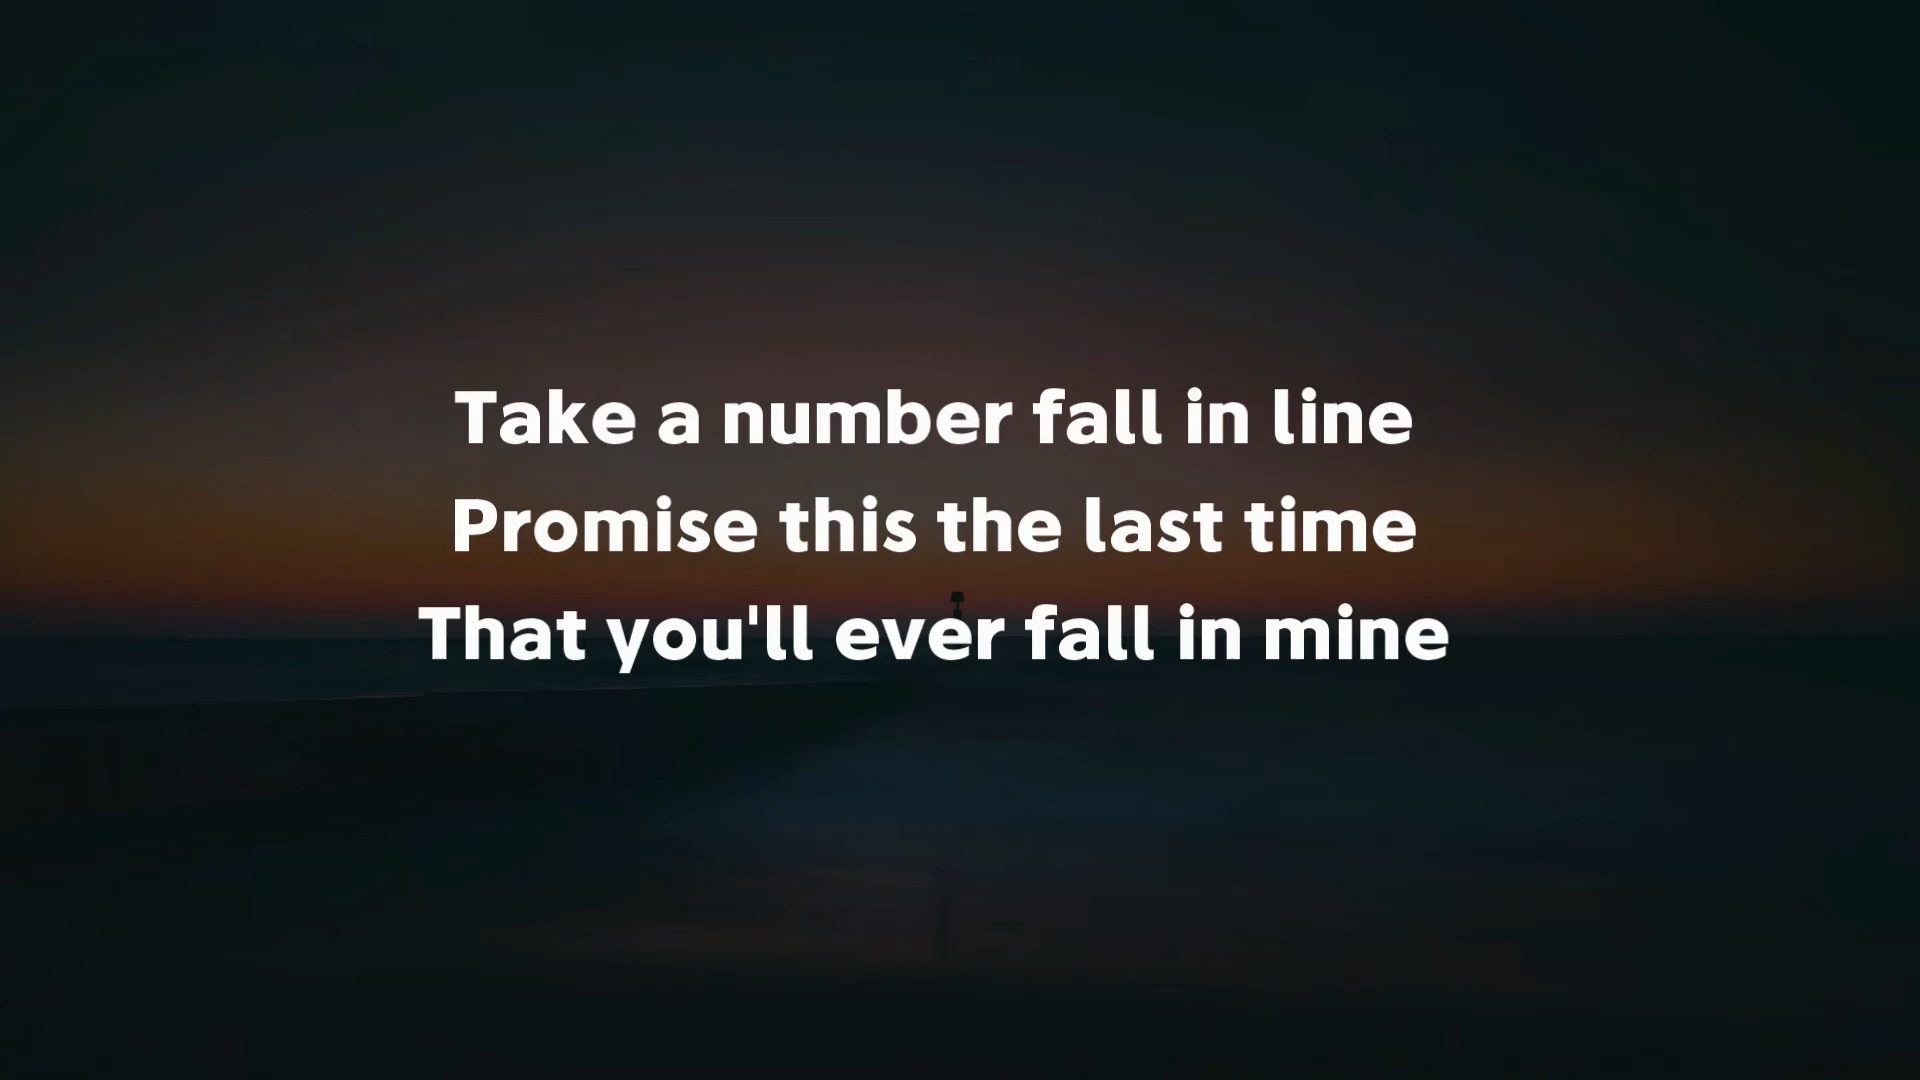 Take a number fall in line
Promise this the last time
That you'll ever fall in mine